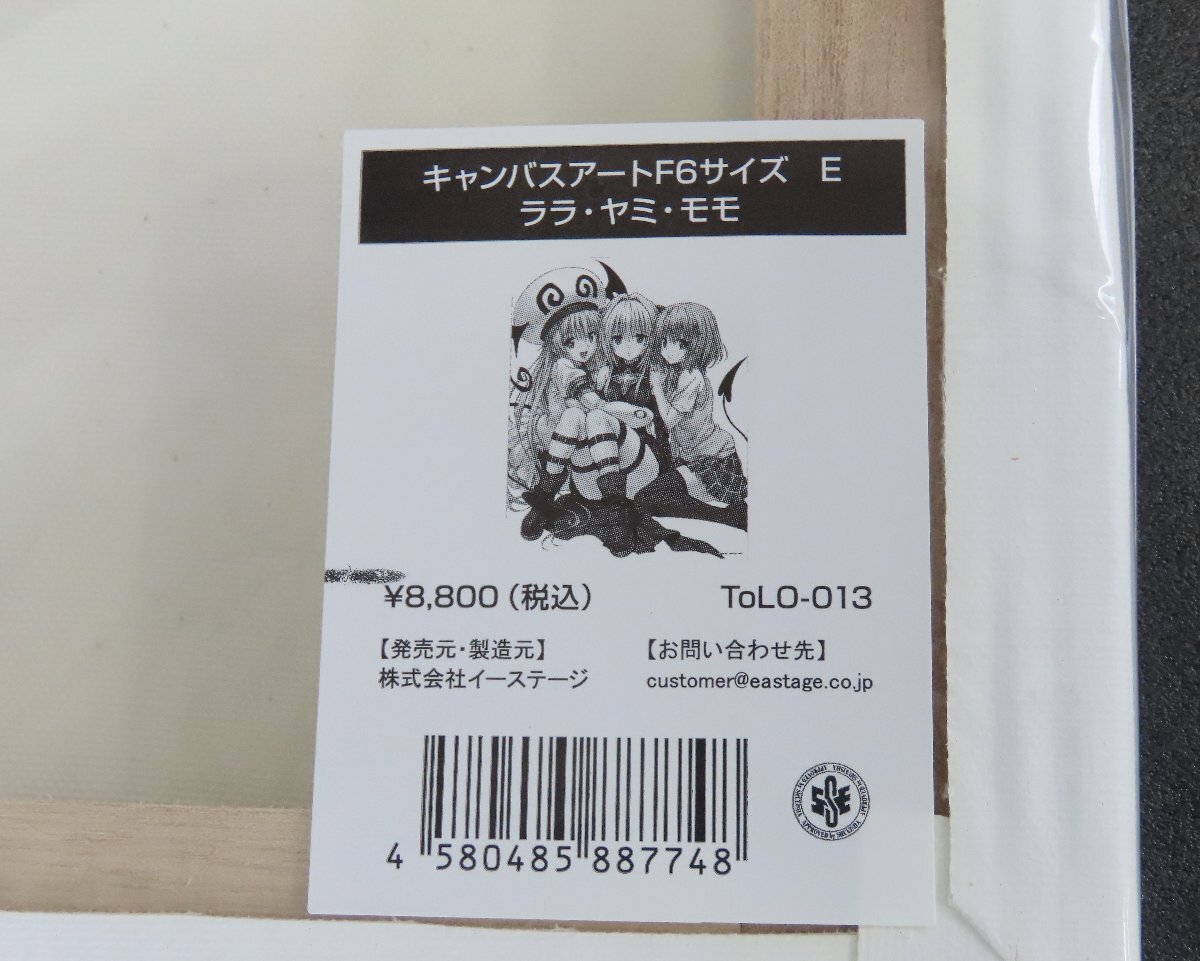 キャンバスアートF6サイズ　E
ララ・ヤミ・モモ
¥8,800（税込）
ToLO-013
【発売元・製造元】
株式会社イーステージ
【お問い合わせ先】
customer@eastage.co.jp
4 580485 887748